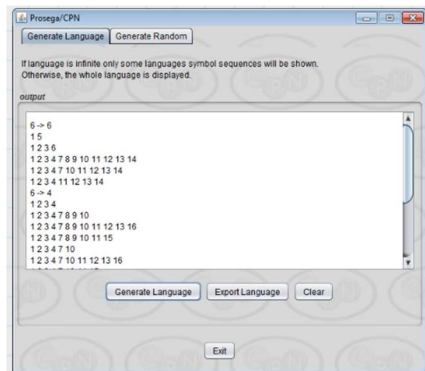 Prosega/CPN
Generate Language Generate Random
If language is infinite only some languages symbol sequences will be shown.
Otherwise, the whole language is displayed.
output
6 -> 6
1 5
1 2 3 6
1 2 3 4 7 8 9 10 11 12 13 14
1 2 3 4 7 10 11 12 13 14
1 2 3 4 11 12 13 14
6 -> 4
1 2 3 4
1 2 3 4 7 8 9 10
1 2 3 4 7 8 9 10 11 12 13 16
1 2 3 4 7 8 9 10 11 15
1 2 3 4 7 10
1 2 3 4 7 10 11 12 13 16
Generate Language Export Language Clear
Exit